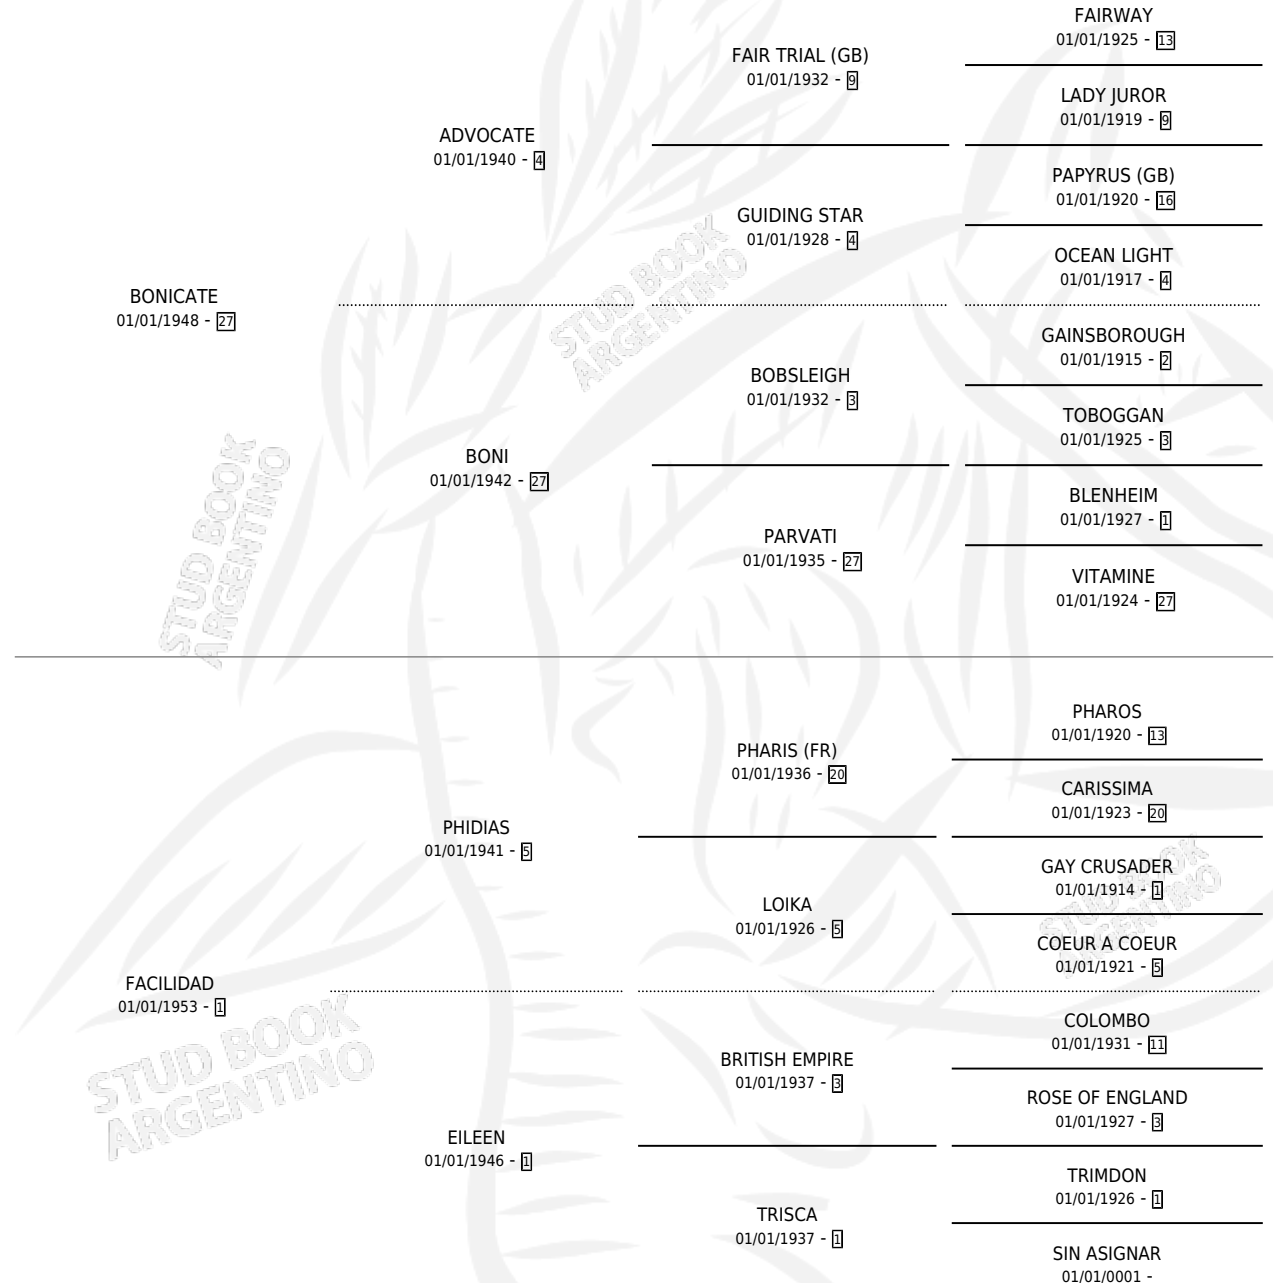 FAIRWAY
01/01/1925 - 13
FAIR TRIAL (GB)
01/01/1932 - 9
LADY JUROR
01/01/1919 - 9
ADVOCATE
01/01/1940 - 4
PAPYRUS (GB)
01/01/1920 - 16
GUIDING STAR
01/01/1928 - 4
OCEAN LIGHT
01/01/1917 - 4
BONICATE
01/01/1948 - 27
GAINSBOROUGH
01/01/1915 - 2
BOBSLEIGH
01/01/1932 - 3
TOBOGGAN
01/01/1925 - 3
BONI
01/01/1942 - 27
BLENHEIM
01/01/1927 - 1
PARVATI
01/01/1935 - 27
VITAMINE
01/01/1924 - 27
PHAROS
01/01/1920 - 13
PHARIS (FR)
01/01/1936 - 20
CARISSIMA
01/01/1923 - 20
PHIDIAS
01/01/1941 - 5
GAY CRUSADER
01/01/1914 - 1
LOIKA
01/01/1926 - 5
COEUR A COEUR
01/01/1921 - 5
FACILIDAD
01/01/1953 - 1
COLOMBO
01/01/1931 - 11
BRITISH EMPIRE
01/01/1937 - 3
ROSE OF ENGLAND
01/01/1927 - 3
EILEEN
01/01/1946 - 1
TRIMDON
01/01/1926 - 1
TRISCA
01/01/1937 - 1
SIN ASIGNAR
01/01/0001 -
STUD BOOK
ARGENTINO
STUD BOOK
ARGENTINO
STUD BOOK
ARGENTINO
STUD BOOK
ARGENTINO